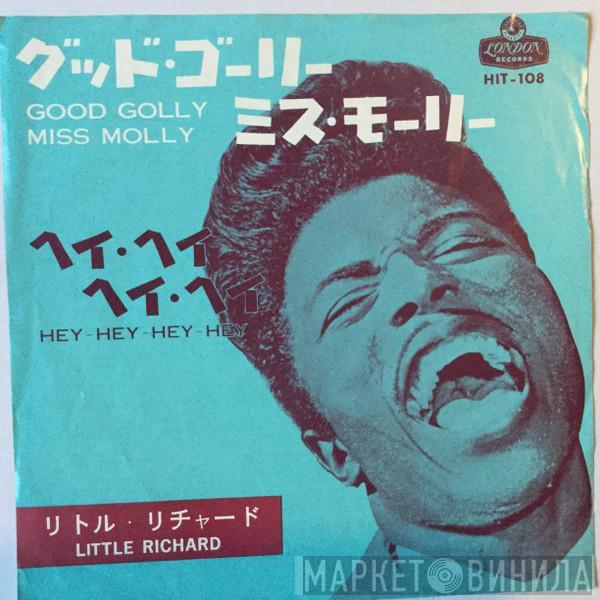 グッド・ゴーリー
GOOD GOLLY
MISS MOLLY
ミス・モーリー
LONDON
RECORDS
HIT-108
ヘイ・ヘイ
ヘイ・ヘイ
HEY-HEY-HEY-HEY
リトル・リチャード
LITTLE RICHARD
МАРКЕТ ВИНИЛА